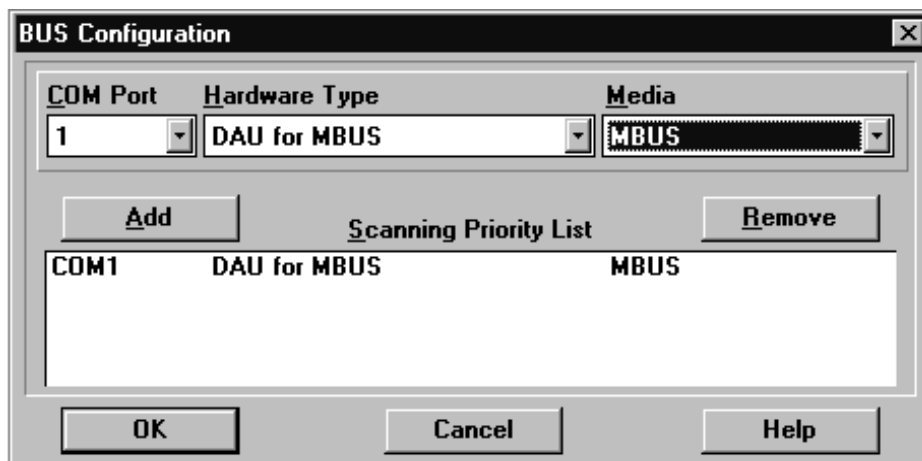 BUS Configuration
COM Port Hardware Type Media
1 DAU for MBUS MBUS
Add Scanning Priority List Remove
COM1 DAU for MBUS MBUS
OK Cancel Help